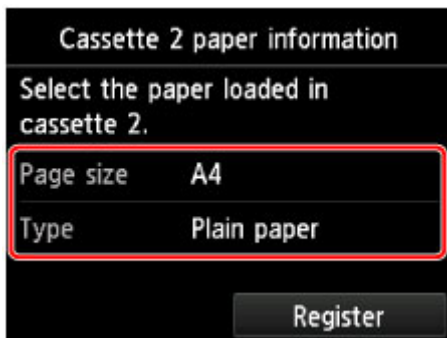 Cassette 2 paper information
Select the paper loaded in
cassette 2.
Page size A4
Type Plain paper
Register